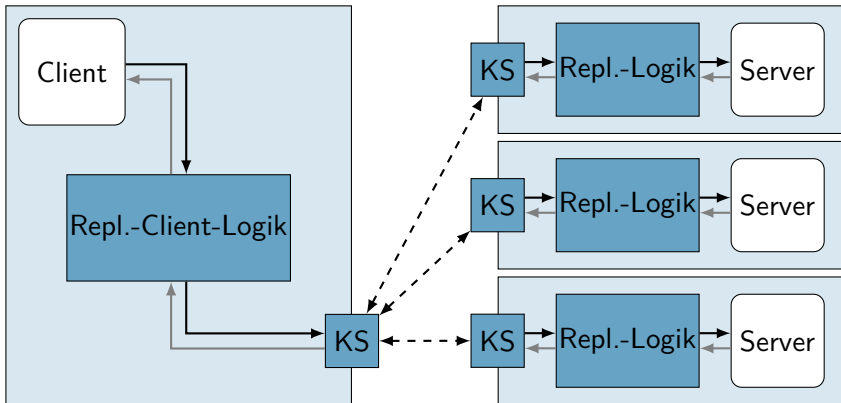 Client
Repl.-Client-Logik
KS
KS
Repl.-Logik
Server
KS
Repl.-Logik
Server
KS
Repl.-Logik
Server